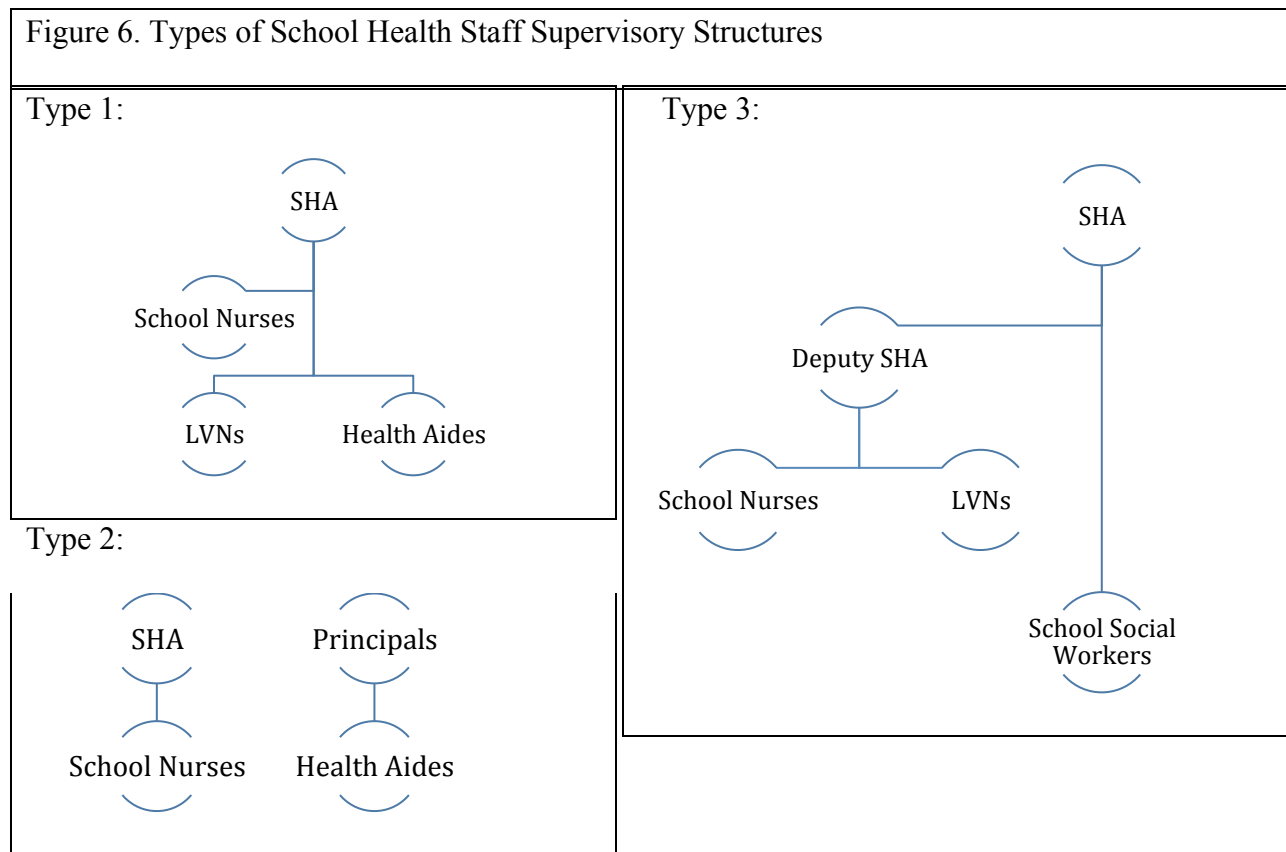 Figure 6. Types of School Health Staff Supervisory Structures
Type 1:
SHA
School Nurses
LVNs
Health Aides
Type 2:
SHA
Principals
School Nurses
Health Aides
Type 3:
SHA
Deputy SHA
School Nurses
LVNs
School Social
Workers